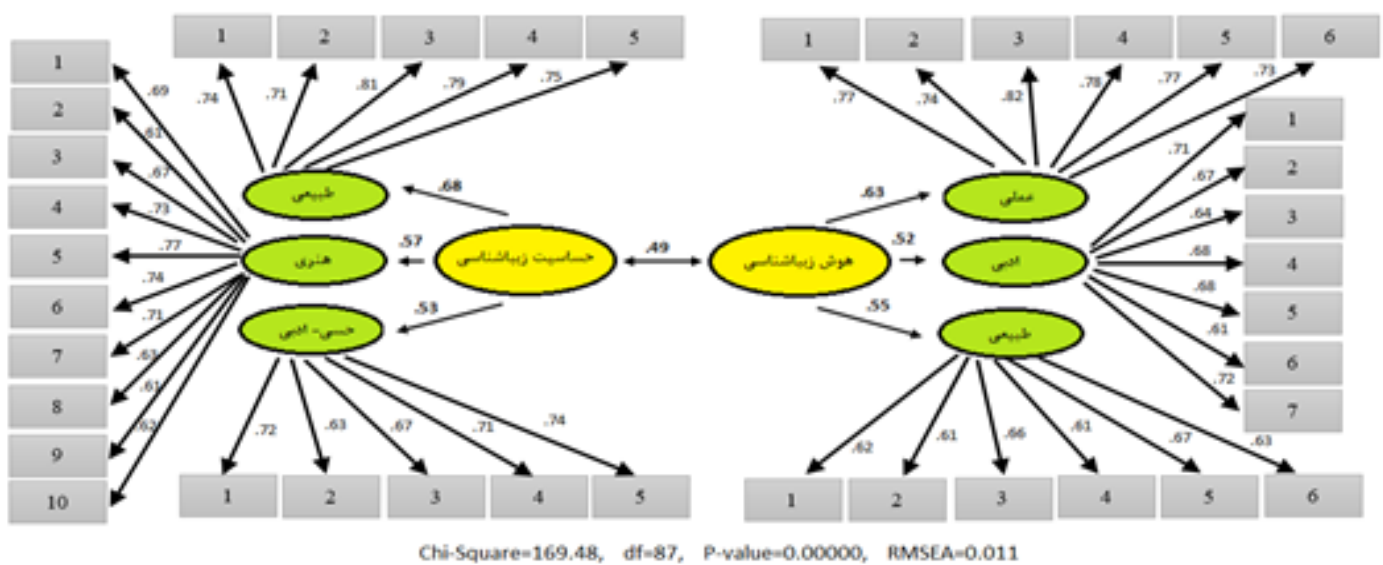 1 2 3 4 5
.74 .71 .81 .79 .75
1 2 3 4 5 6
.77 .74 .82 .78 .77 .73
1 2 3 4 5 6 7 8 9 10
.69 .61 .67 .73 .77 .74 .71 .63 .61 .62
طبیعی
هنری
حسی- ادبی
.68
.57
.53
حساسیت زیباشناسی
.49
هوش زیباشناسی
.63
.52
.55
عملی
ادبی
طبیعی
.71 .67 .64 .68 .68 .61 .72
1 2 3 4 5 6 7
.72 .63 .67 .71 .74
1 2 3 4 5
.62 .61 .66 .61 .67 .63
1 2 3 4 5 6
Chi-Square=169.48, df=87, P-value=0.00000, RMSEA=0.011